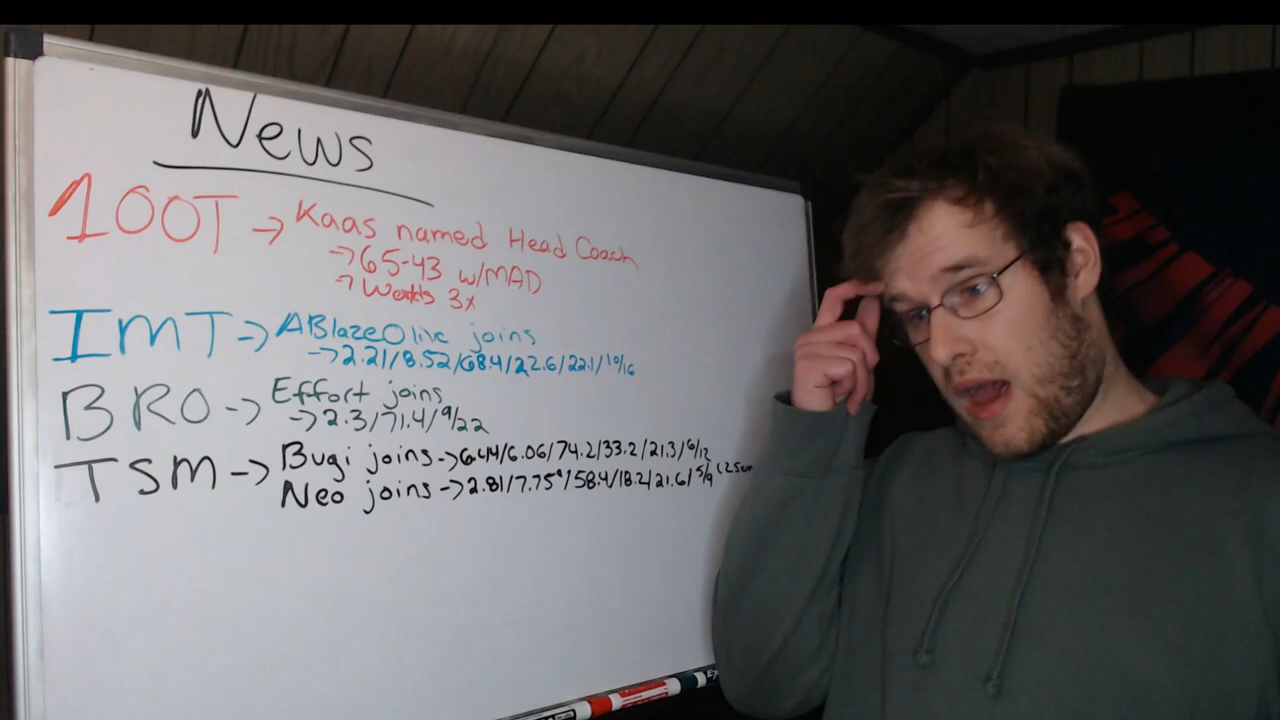 News
100T → Kaas named Head Coach
→ 65-43 w/MAD
→ Worlds 3x
IMT → ABlazeOlive joins
→ 2.21/8.52/68.4/22.6/22.1/10/16
BRO → Effort joins
→ 2.3/71.4/9/22
TSM → Bugi joins → 6.44/6.06/74.2/33.2/21.3/6/12
Neo joins → 2.81/7.75*/58.4/18.2/21.6/5/9